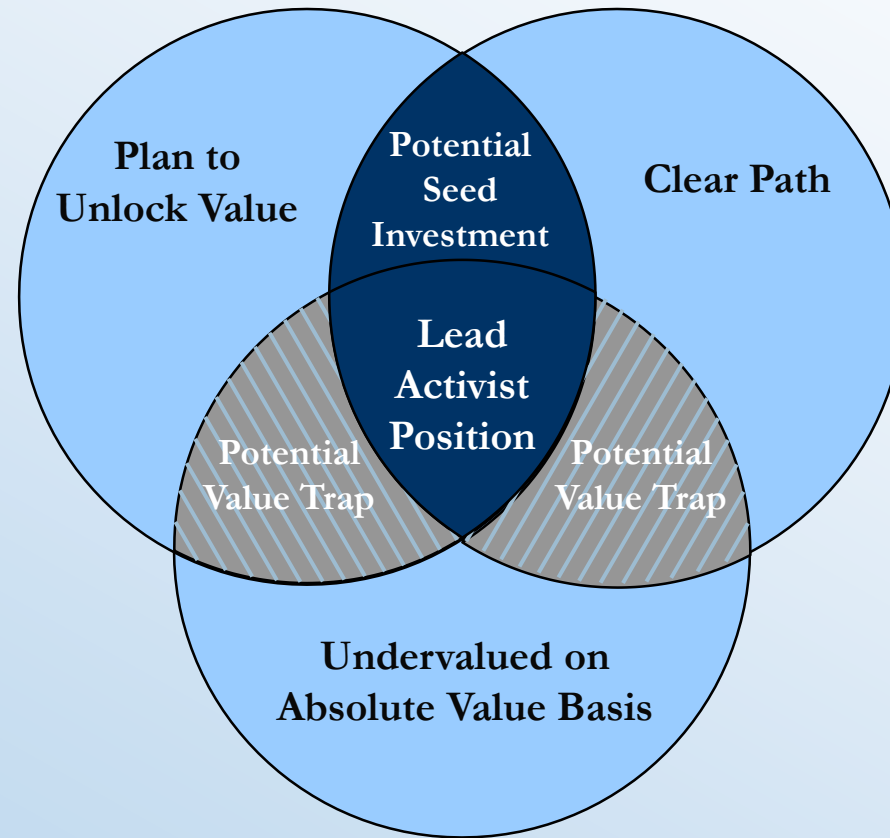 Plan to
Unlock Value
Potential
Seed
Investment
Clear Path
Lead
Activist
Position
Potential
Value Trap
Potential
Value Trap
Undervalued on
Absolute Value Basis